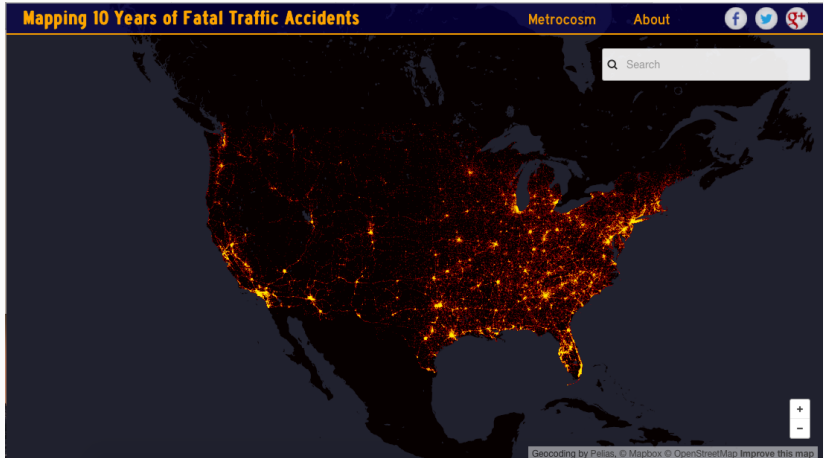 Mapping 10 Years of Fatal Traffic Accidents Metrocosm About f g+
Search
+
−
Geocoding by Pelias, © Mapbox © OpenStreetMap Improve this map